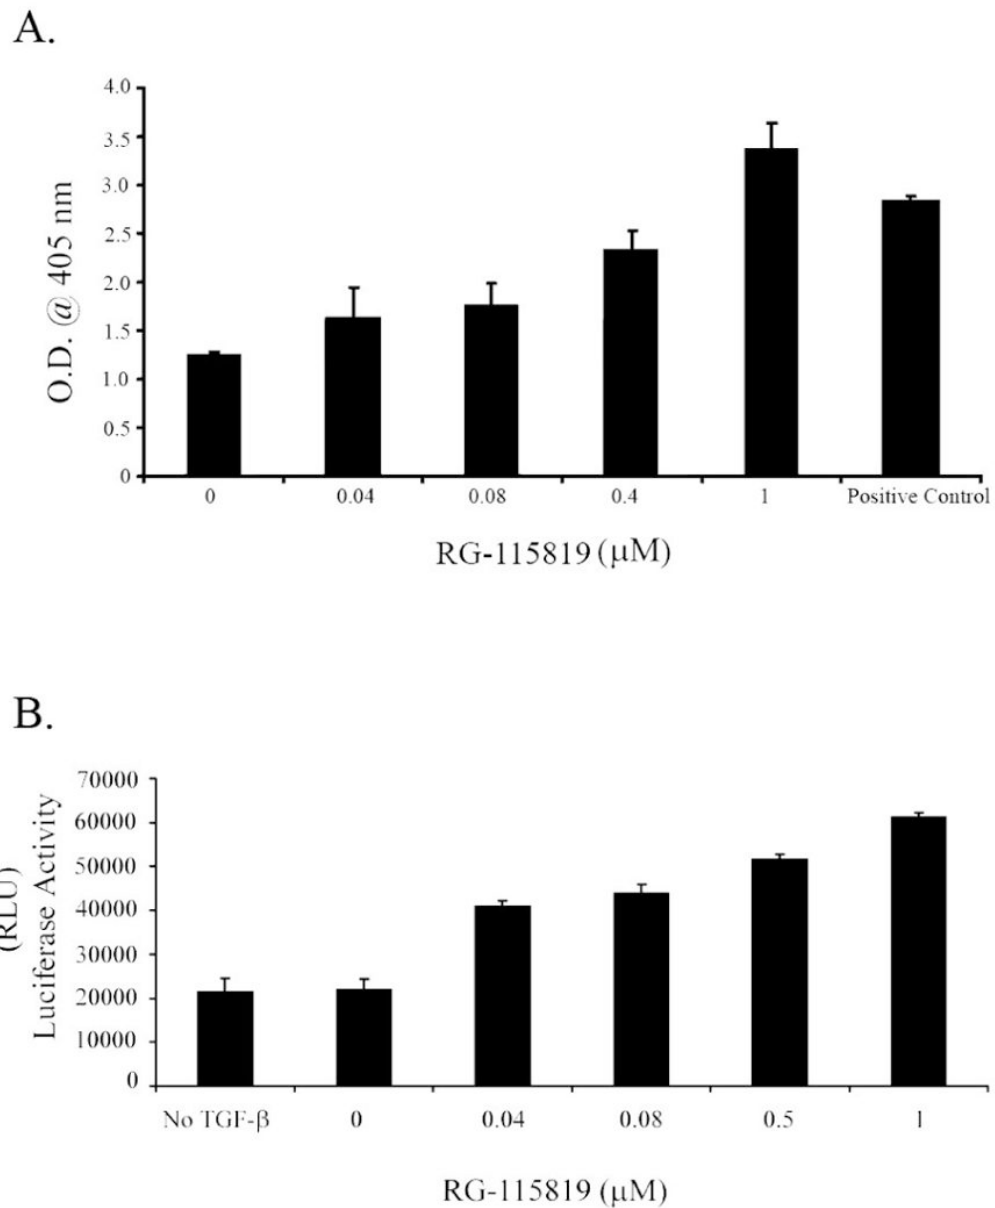 A.
O.D. @ 405 nm
4.0
3.5
3.0
2.5
2.0
1.5
1.0
0.5
0
0 0.04 0.08 0.4 1 Positive Control
RG-115819 (μM)
B.
(RLU)
Luciferase Activity
70000
60000
50000
40000
30000
20000
10000
0
No TGF-β 0 0.04 0.08 0.5 1
RG-115819 (μM)